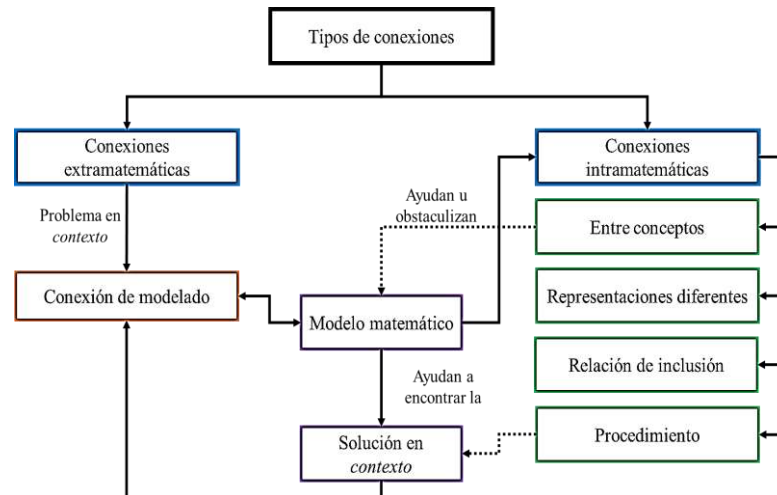 Tipos de conexiones
Conexiones
extramatemáticas
Conexiones
intramatemáticas
Problema en
contexto
Ayudan u
obstaculizan
Entre conceptos
Conexión de modelado
Modelo matemático
Representaciones diferentes
Relación de inclusión
Ayudan a
encontrar la
Solución en
contexto
Procedimiento